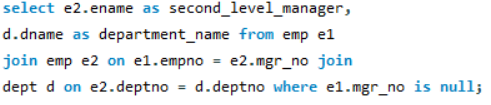 select e2.ename as second_level_manager,
d.dname as department_name from emp e1
join emp e2 on e1.empno = e2.mgr_no join
dept d on e2.deptno = d.deptno where e1.mgr_no is null;